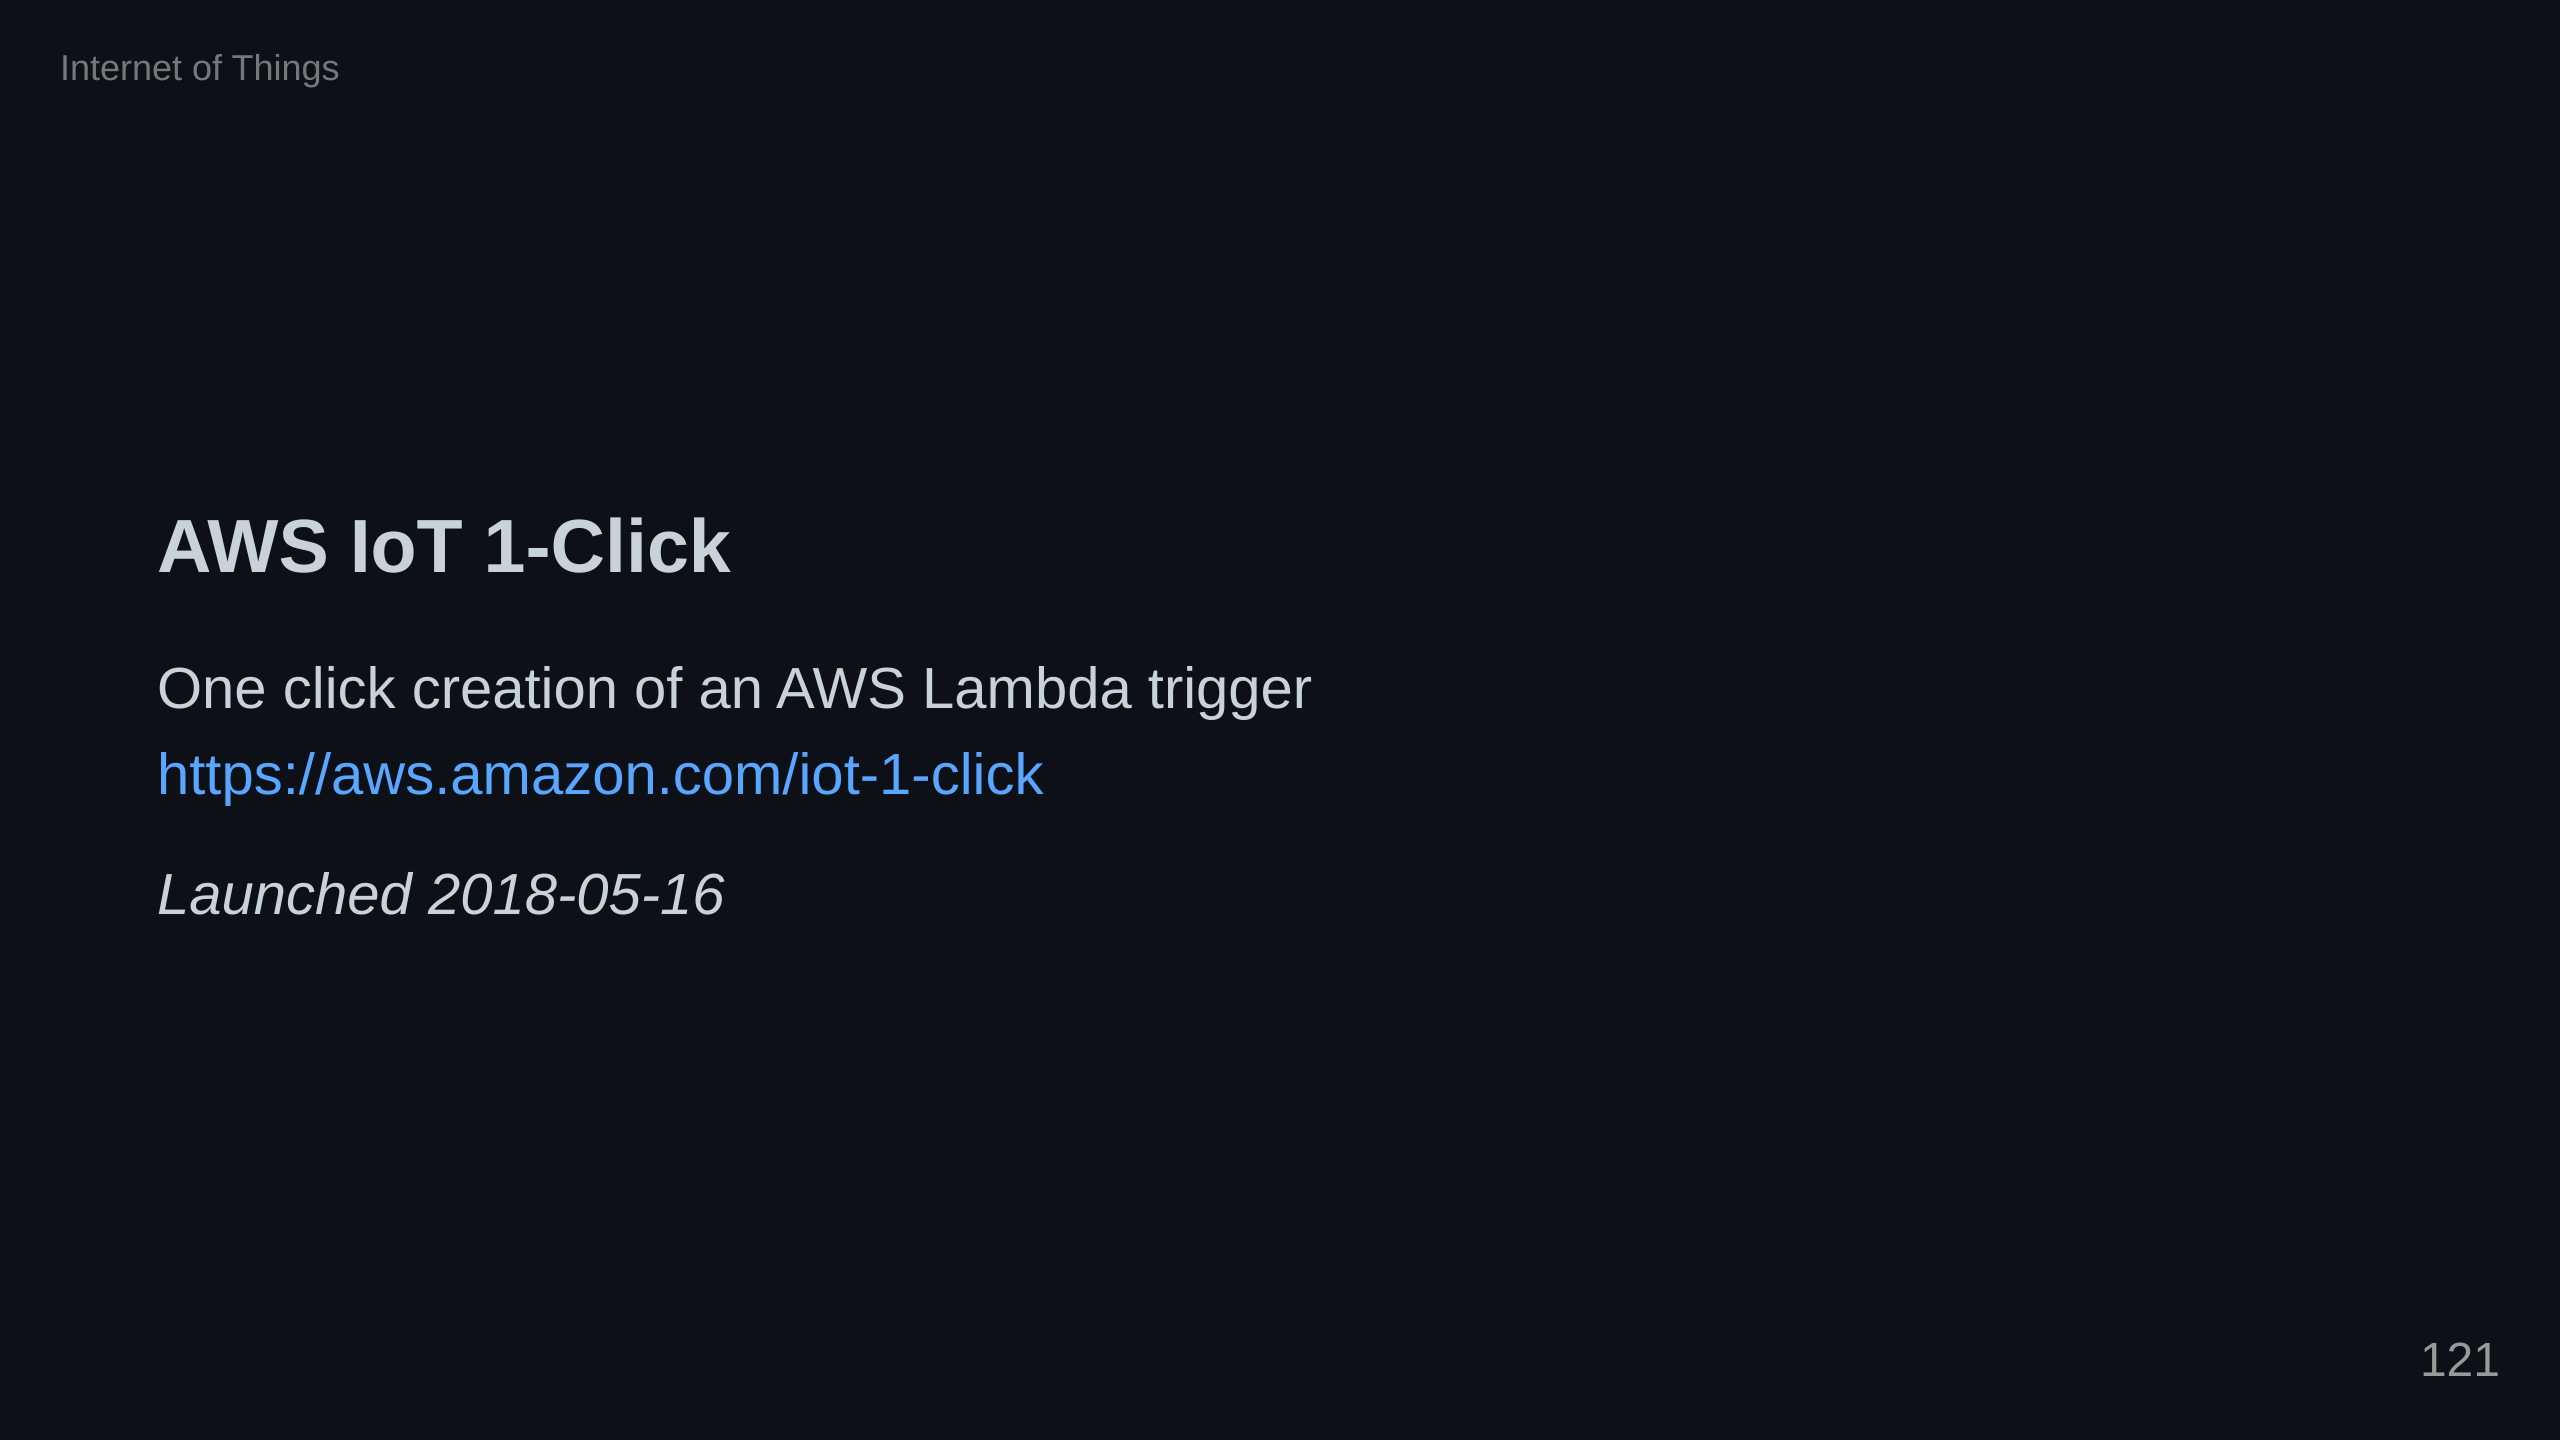 Internet of Things
AWS IoT 1-Click
One click creation of an AWS Lambda trigger
https://aws.amazon.com/iot-1-click
Launched 2018-05-16
121